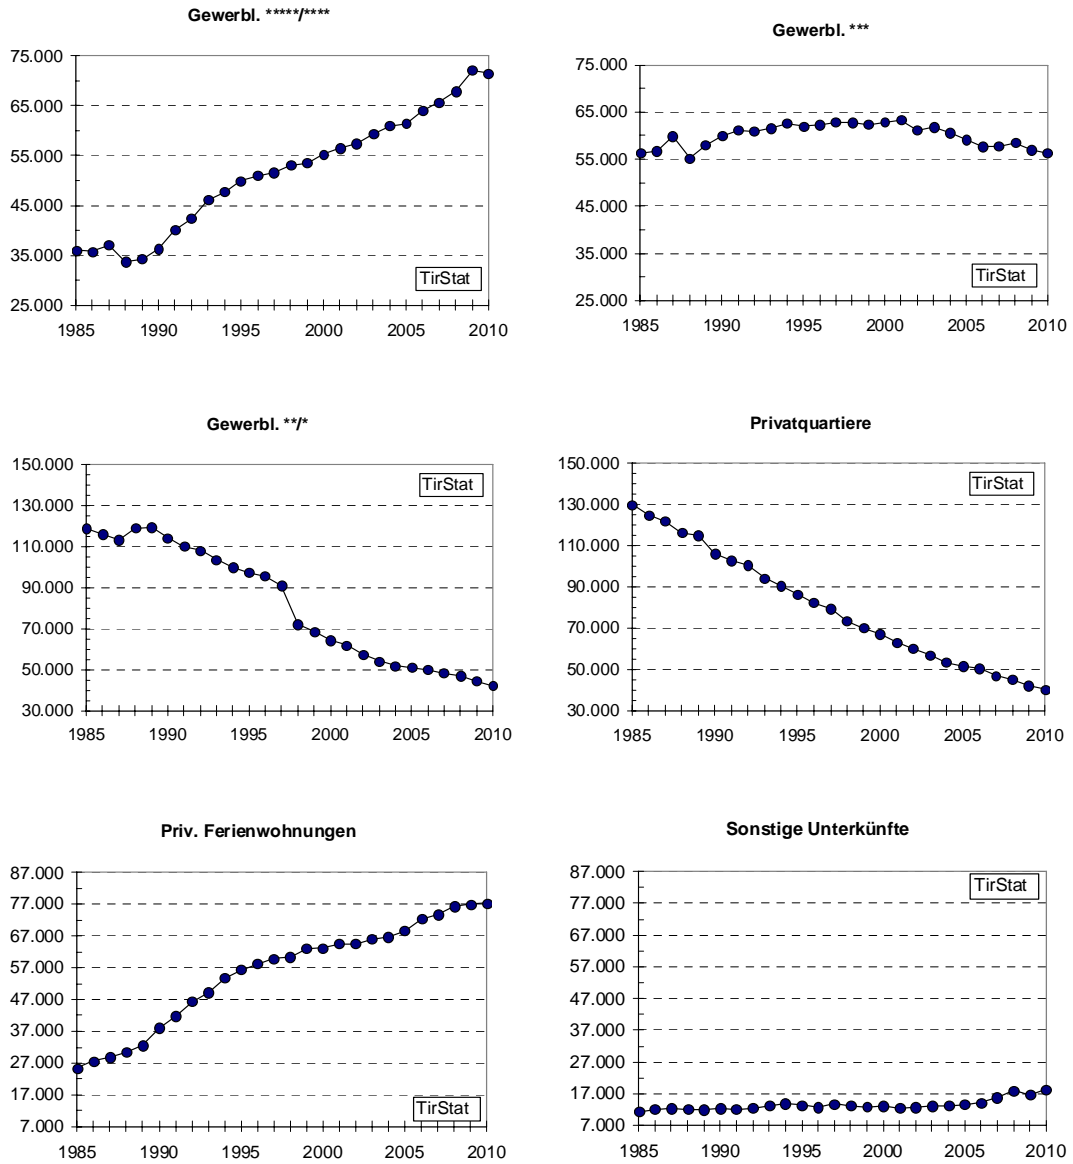 Gewerbl. *****/****
75.000
65.000
55.000
45.000
35.000
25.000
TirStat
1985 1990 1995 2000 2005 2010
Gewerbl. ***
75.000
65.000
55.000
45.000
35.000
25.000
TirStat
1985 1990 1995 2000 2005 2010
Gewerbl. **/*
150.000
130.000
110.000
90.000
70.000
50.000
30.000
TirStat
1985 1990 1995 2000 2005 2010
Privatquartiere
150.000
130.000
110.000
90.000
70.000
50.000
30.000
TirStat
1985 1990 1995 2000 2005 2010
Priv. Ferienwohnungen
87.000
77.000
67.000
57.000
47.000
37.000
27.000
17.000
7.000
TirStat
1985 1990 1995 2000 2005 2010
Sonstige Unterkünfte
87.000
77.000
67.000
57.000
47.000
37.000
27.000
17.000
7.000
TirStat
1985 1990 1995 2000 2005 2010